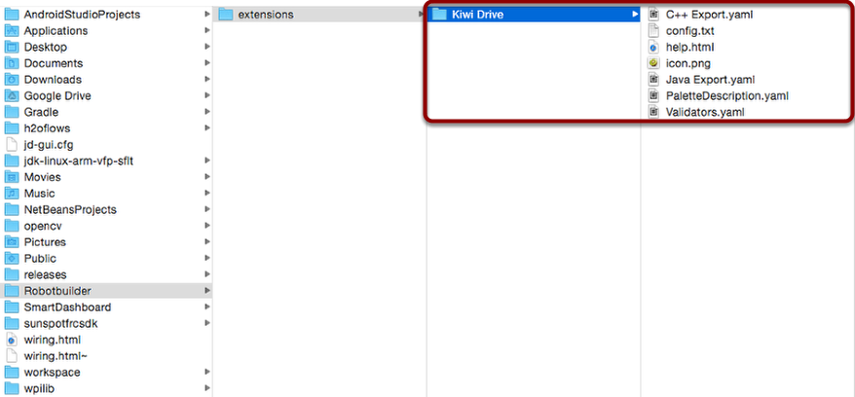 AndroidStudioProjects
Applications
Desktop
Documents
Downloads
Google Drive
Gradle
h2oflows
jd-gui.cfg
jdk-linux-arm-vfp-sflt
Movies
Music
NetBeansProjects
opencv
Pictures
Public
releases
Robotbuilder
SmartDashboard
sunspotfrcsdk
wiring.html
wiring.html~
workspace
wpilib
extensions
Kiwi Drive
C++ Export.yaml
config.txt
help.html
icon.png
Java Export.yaml
PaletteDescription.yaml
Validators.yaml